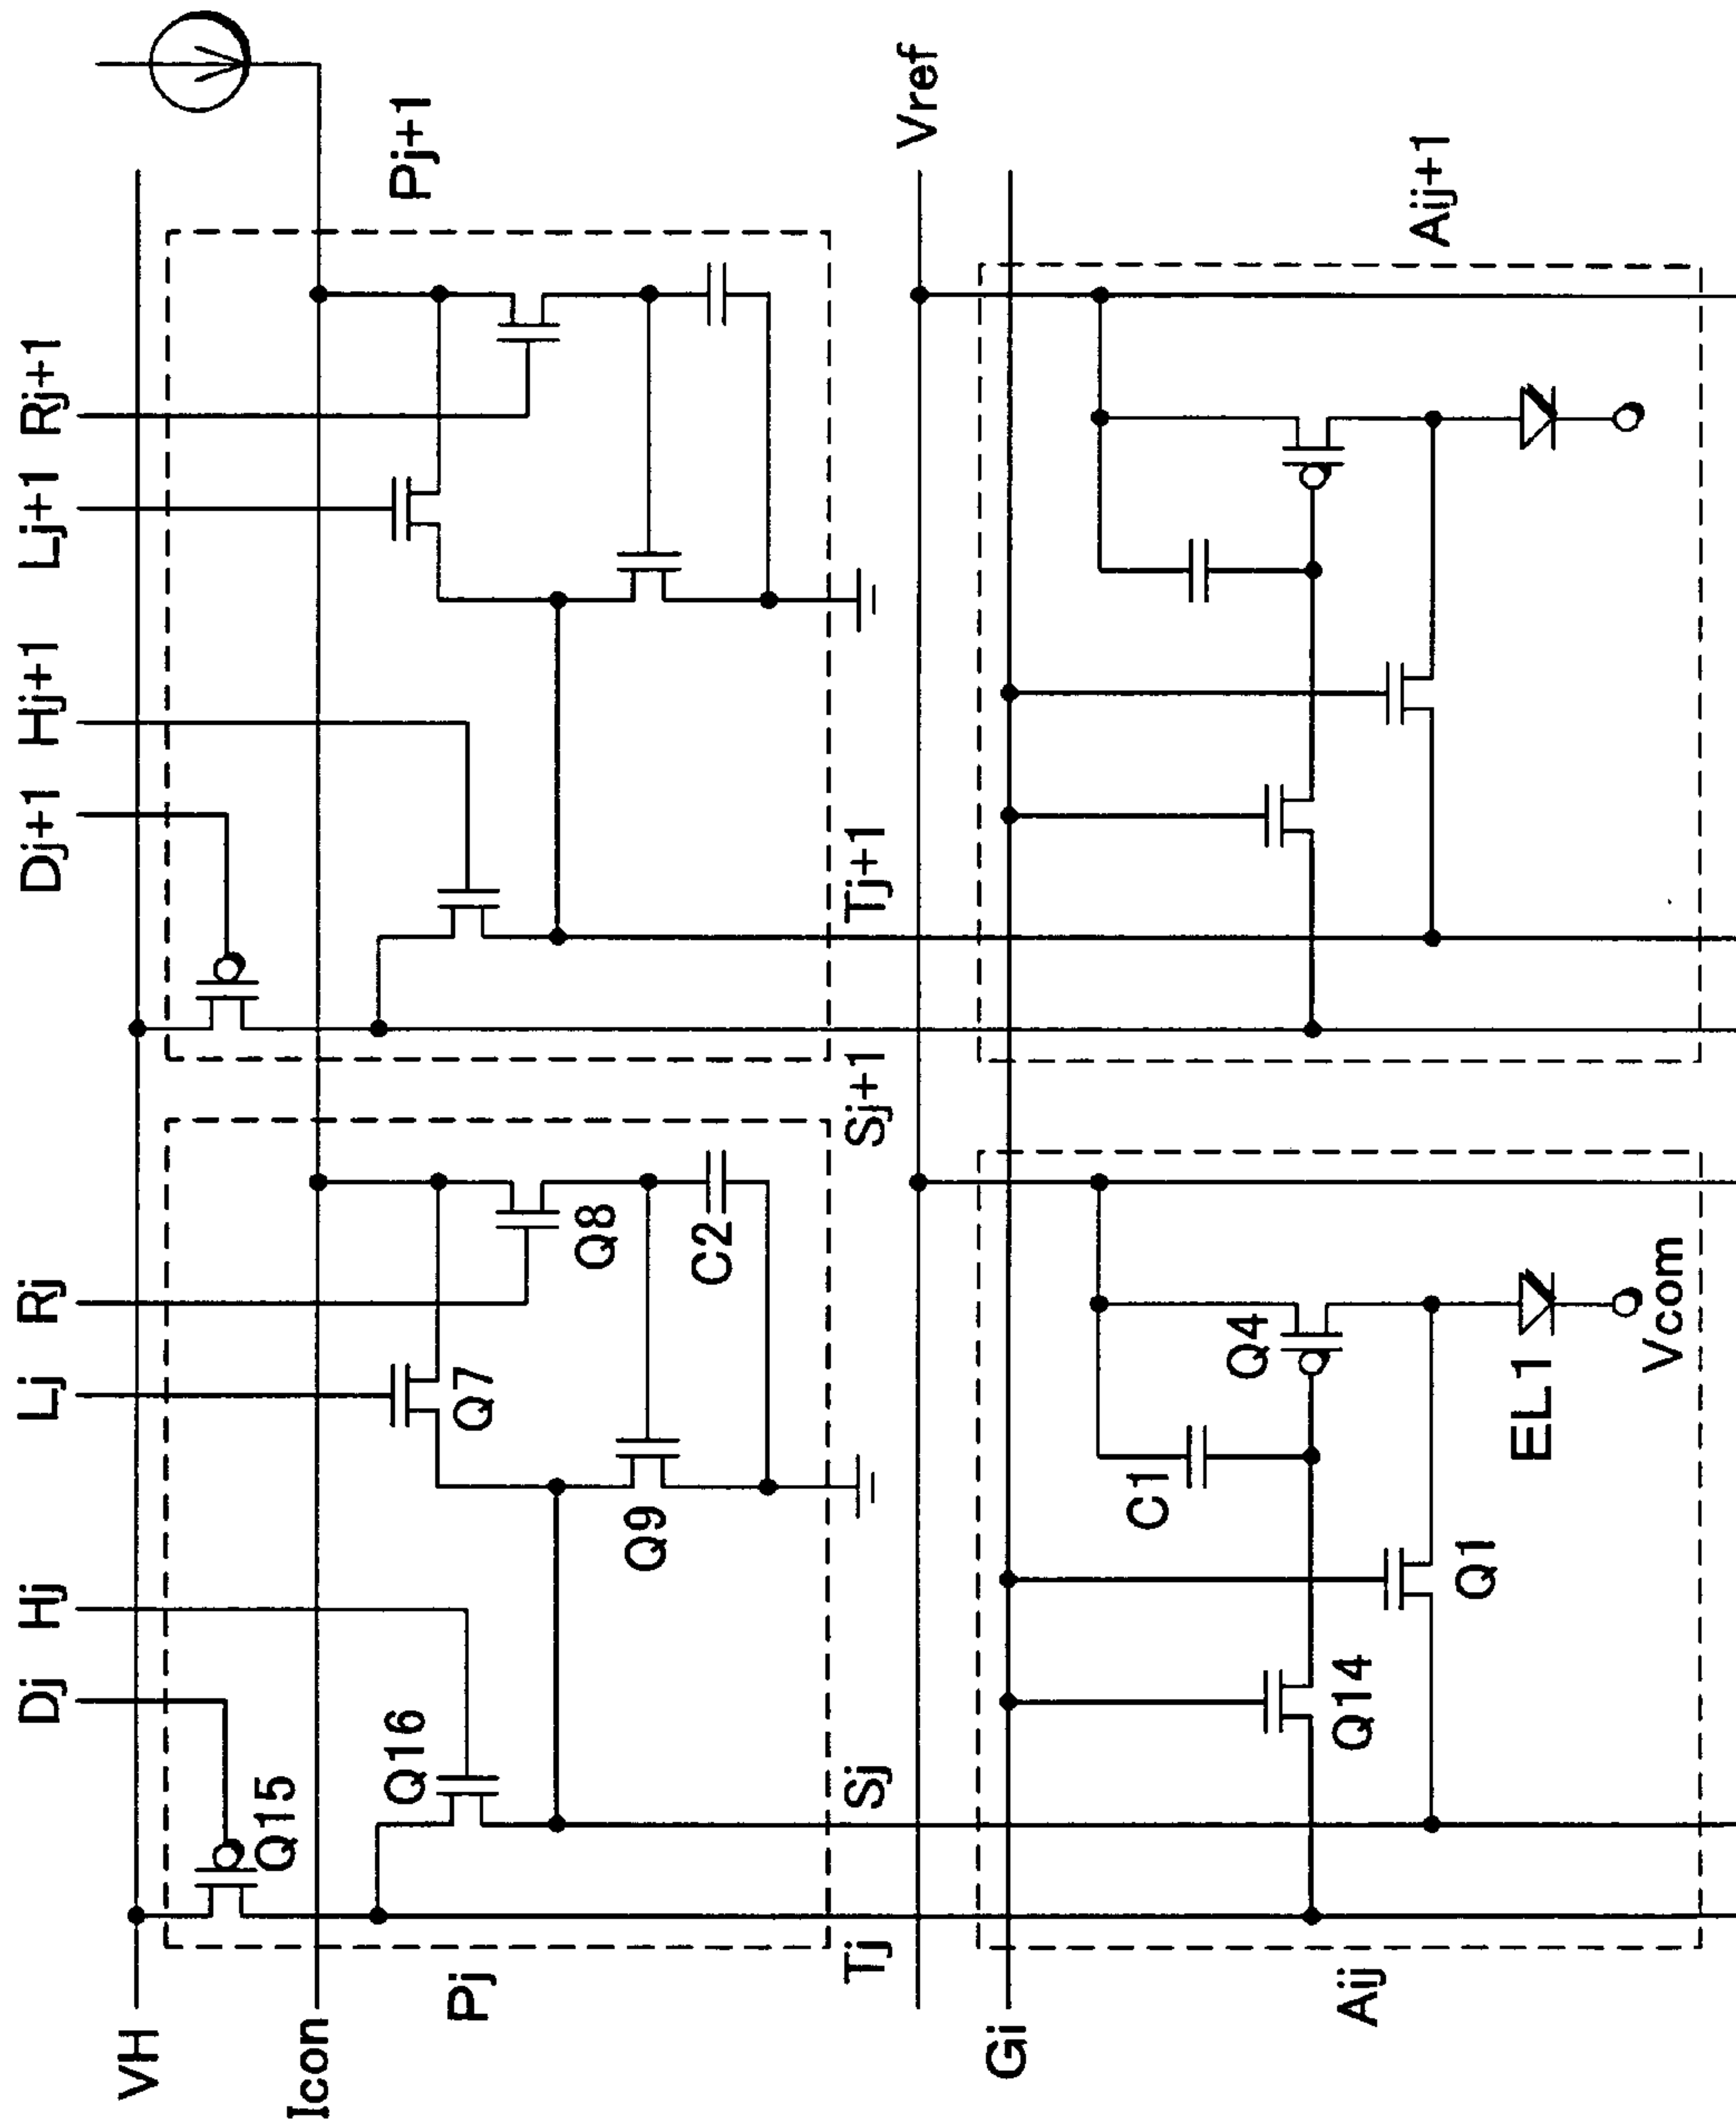 Dj Hj Lj Rj Dj+1 Hj+1 Lj+1 Rj+1
VH
Q15
Icon
Q16
Q7
Pj
Pj+1
Q8
Q9
C2
Tj Sj Sj+1 Tj+1
Vref
Gi
C1
Q4
Q14
Aij
Aij+1
Q1
EL1
Vcom